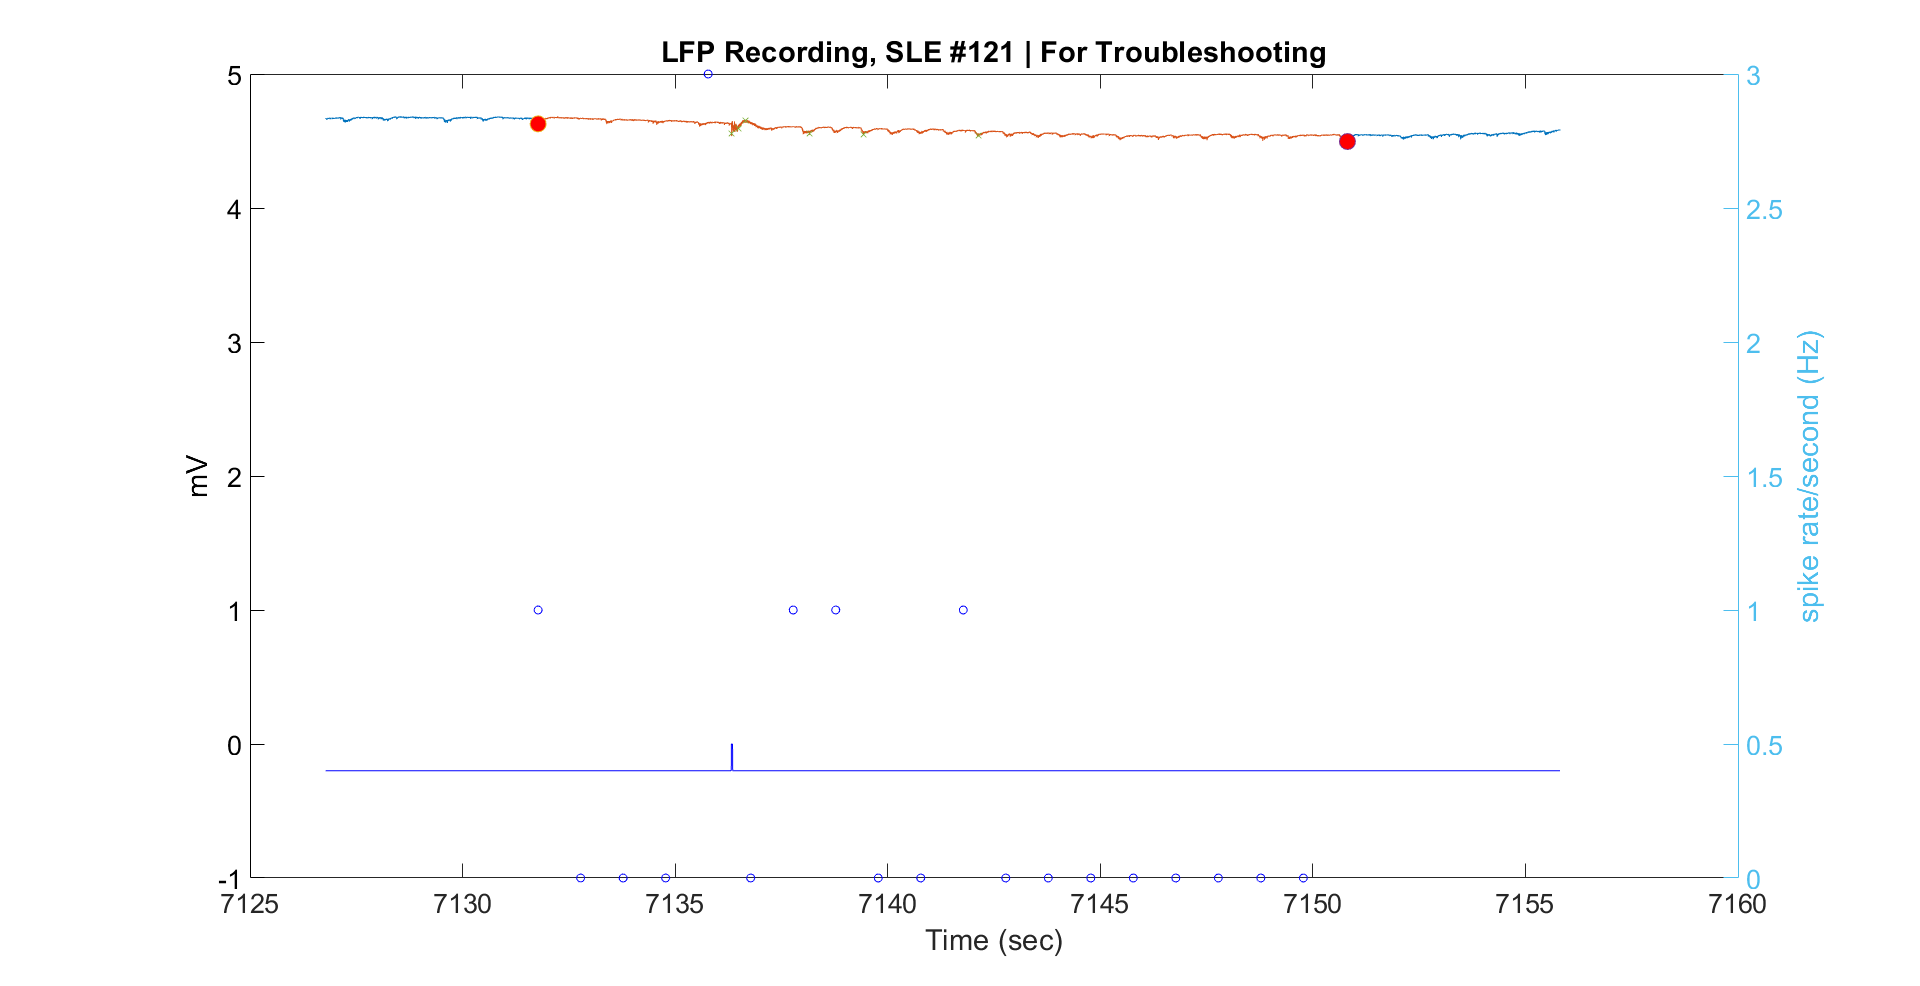 LFP Recording, SLE #121 | For Troubleshooting
5
4
3
2
1
0
-1
mV
3
2.5
2
1.5
1
0.5
0
spike rate/second (Hz)
7125 7130 7135 7140 7145 7150 7155 7160
Time (sec)